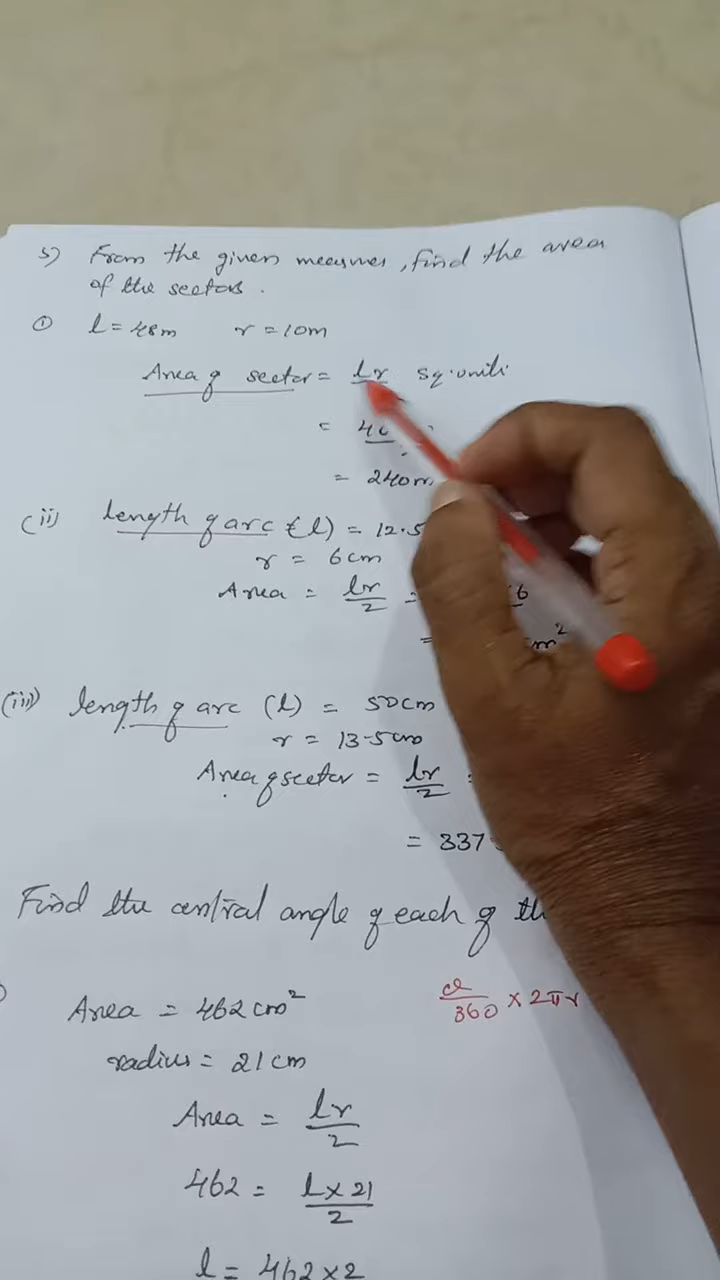 5) From the given measures, find the area
of the sectors.
① l = 48m r = 10m
Area of sector = lr sq.units
=
= 240m
(ii) length of arc (l) = 12.5
r = 6cm
Area = lr/2 = 6
= m²
(iii) length of arc (l) = 50cm
r = 13.5cm
Area of sector = lr/2 =
= 337
Find the central angle of each of
Area = 462cm²
a/360 × 2πr
radius = 21cm
Area = lr/2
462 = l×21/2
l = 462×2